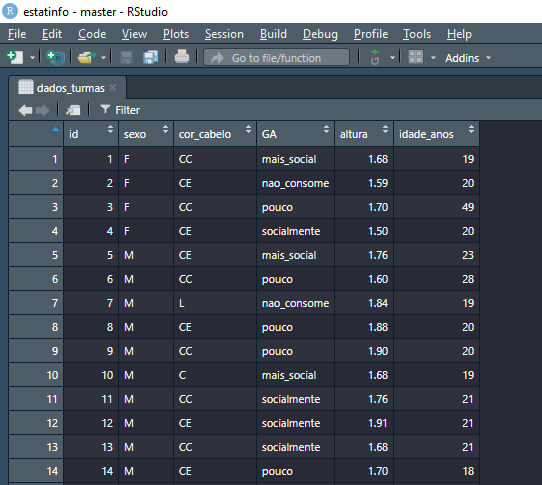 R estatinfo - master - RStudio
File Edit Code View Plots Session Build Debug Profile Tools Help
Go to file/function Addins
dados_turmas
Filter
id sexo cor_cabelo GA altura idade_anos
1 1 F CC mais_social 1.68 19
2 2 F CE nao_consome 1.59 20
3 3 F CC pouco 1.70 49
4 4 F CE socialmente 1.50 20
5 5 M CE mais_social 1.76 23
6 6 M CC pouco 1.60 28
7 7 M L nao_consome 1.84 19
8 8 M CE pouco 1.88 20
9 9 M CC pouco 1.90 20
10 10 M C mais_social 1.68 19
11 11 M CC socialmente 1.76 21
12 12 M CE socialmente 1.91 21
13 13 M CC socialmente 1.68 21
14 14 M CE pouco 1.70 18